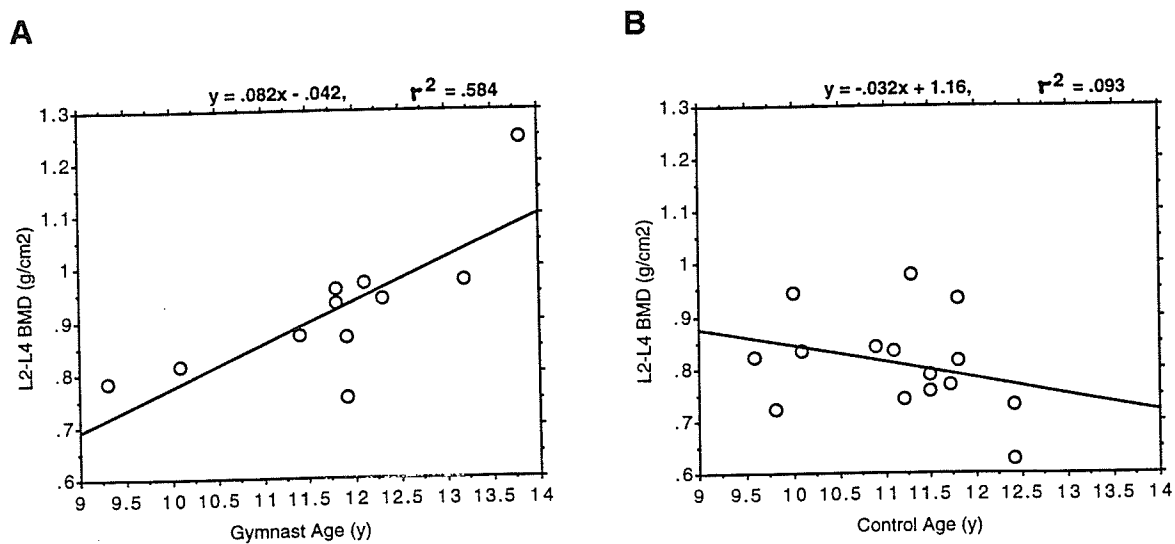 A
B
y = .082x - .042, r² = .584
y = -.032x + 1.16, r² = .093
L2-L4 BMD (g/cm2)
1.3
1.2
1.1
1
.9
.8
.7
.6
9 9.5 10 10.5 11 11.5 12 12.5 13 13.5 14
Gymnast Age (y)
L2-L4 BMD (g/cm2)
1.3
1.2
1.1
1
.9
.8
.7
.6
9 9.5 10 10.5 11 11.5 12 12.5 13 13.5 14
Control Age (y)